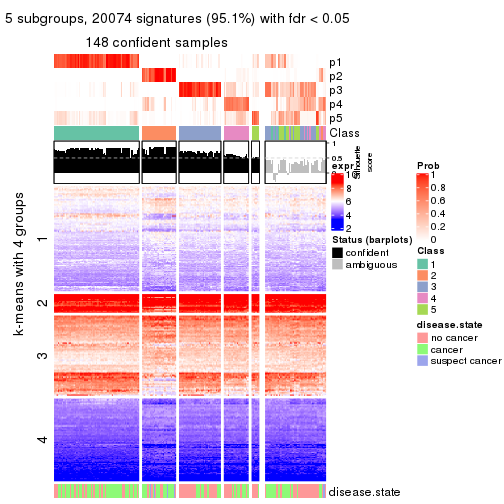 5 subgroups, 20074 signatures (95.1%) with fdr < 0.05
148 confident samples
p1
p2
p3
p4
p5
Class
1
0.5
0
Silhouette
score
k-means with 4 groups
1
2
3
4
disease.state
expr
10
8
6
4
2
Status (barplots)
confident
ambiguous
Prob
1
0.8
0.6
0.4
0.2
0
Class
1
2
3
4
5
disease.state
no cancer
cancer
suspect cancer